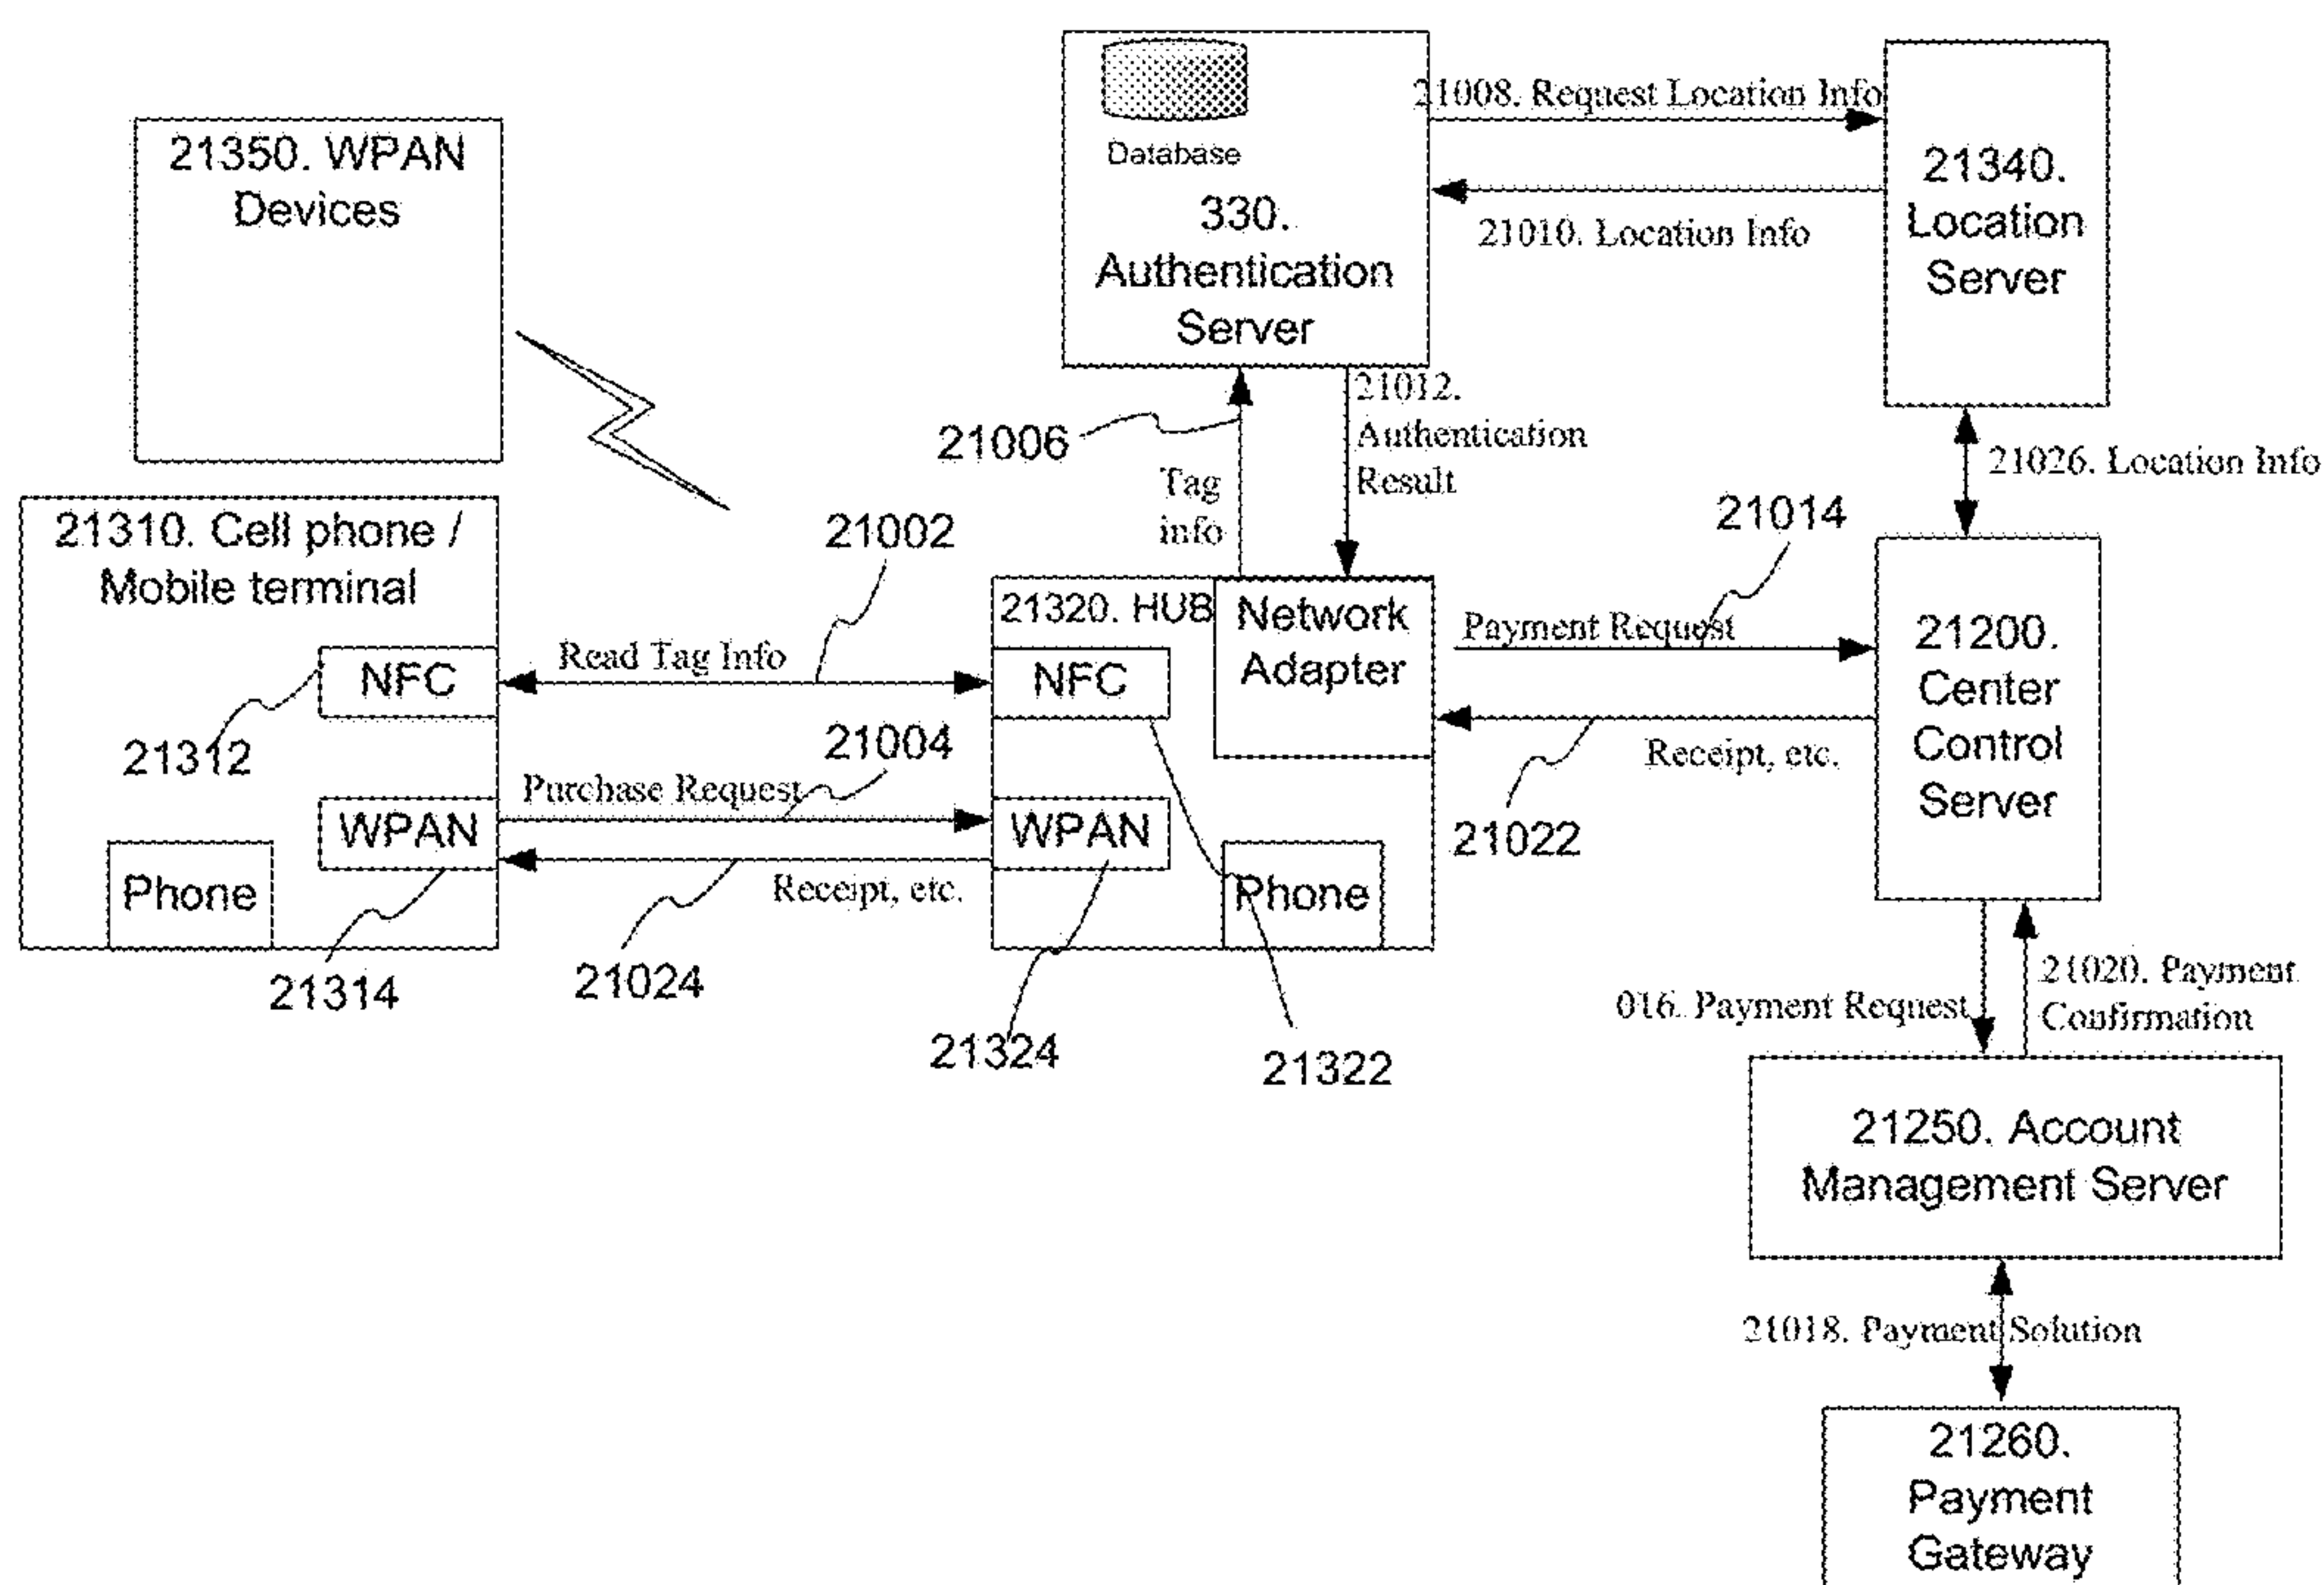 Database
330.
Authentication
Server
21008. Request Location Info
21010. Location Info
21340.
Location
Server
21350. WPAN
Devices
21006
Tag
info
21012.
Authentication
Result
21026. Location Info
21310. Cell phone /
Mobile terminal
NFC
21312
WPAN
Phone
21314
21002
Read Tag Info
21004
Purchase Request
Receipt, etc.
21024
21320. HUB
Network
Adapter
NFC
WPAN
Phone
21324
21322
21014
Payment Request
Receipt, etc.
21022
21200.
Center
Control
Server
016. Payment Request
21020. Payment
Confirmation
21250. Account
Management Server
21018. Payment Solution
21260.
Payment
Gateway